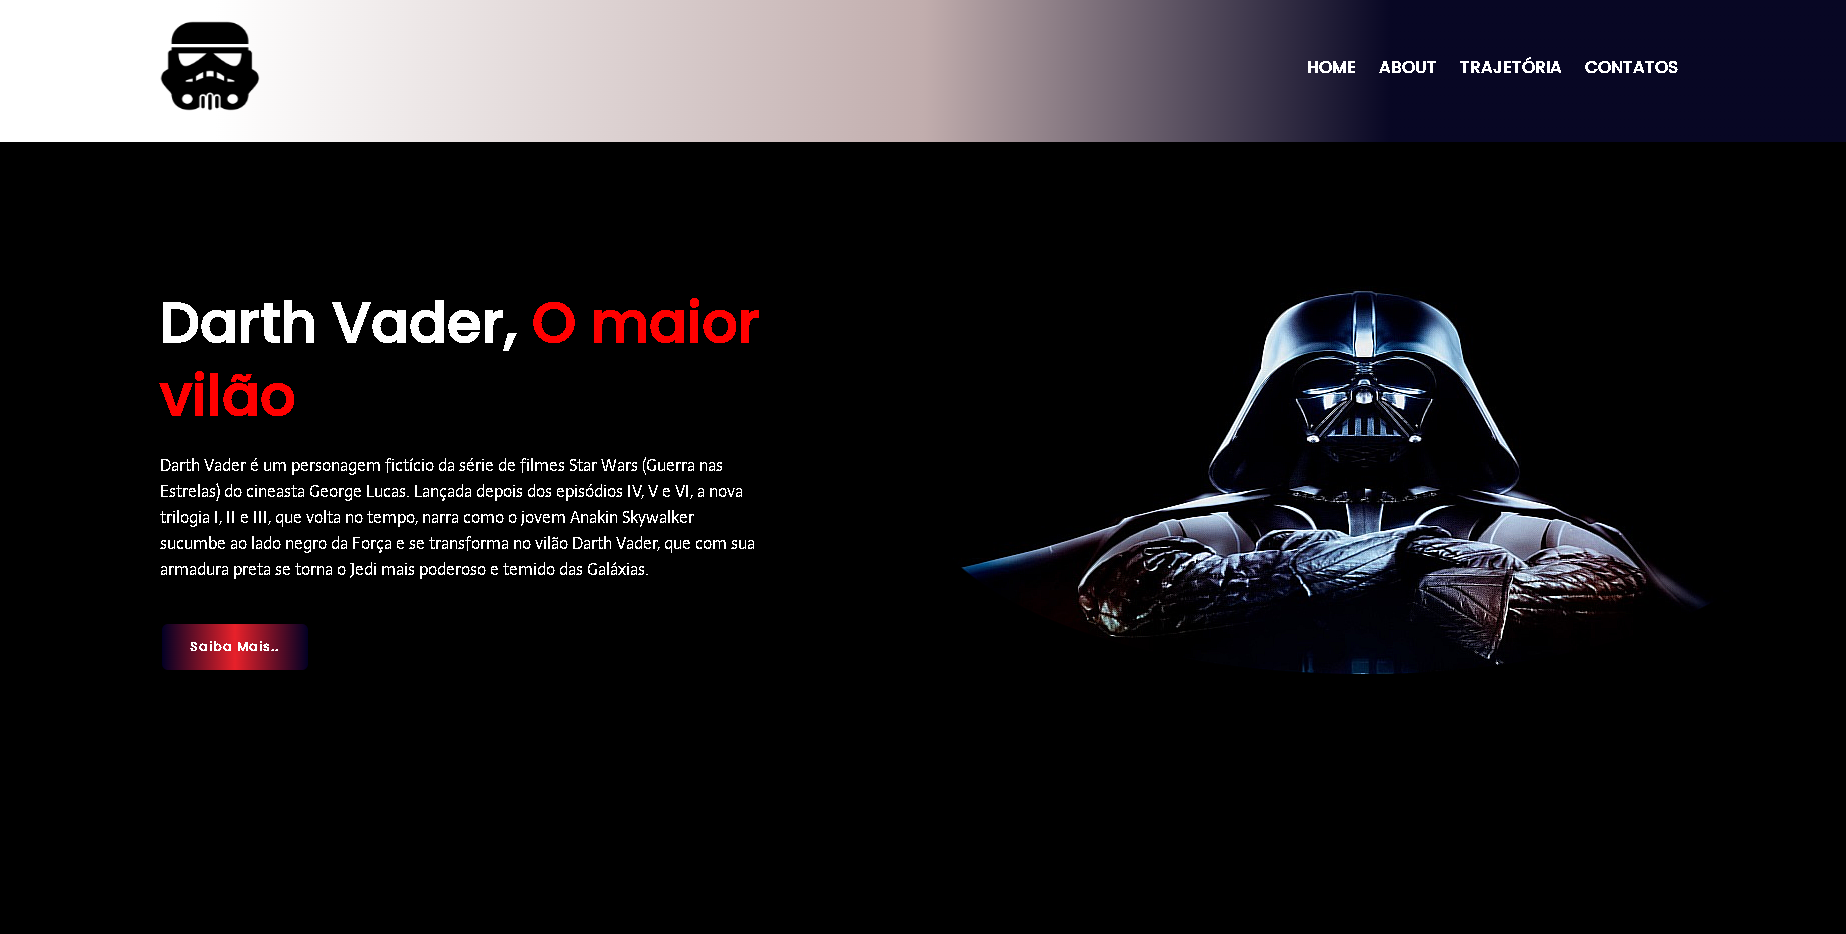 HOME ABOUT TRAJETÓRIA CONTATOS
Darth Vader, O maior
vilão
Darth Vader é um personagem fictício da série de filmes Star Wars (Guerra nas
Estrelas) do cineasta George Lucas. Lançada depois dos episódios IV, V e VI, a nova
trilogia I, II e III, que volta no tempo, narra como o jovem Anakin Skywalker
sucumbe ao lado negro da Força e se transforma no vilão Darth Vader, que com sua
armadura preta se torna o Jedi mais poderoso e temido das Galáxias.
Saiba Mais..